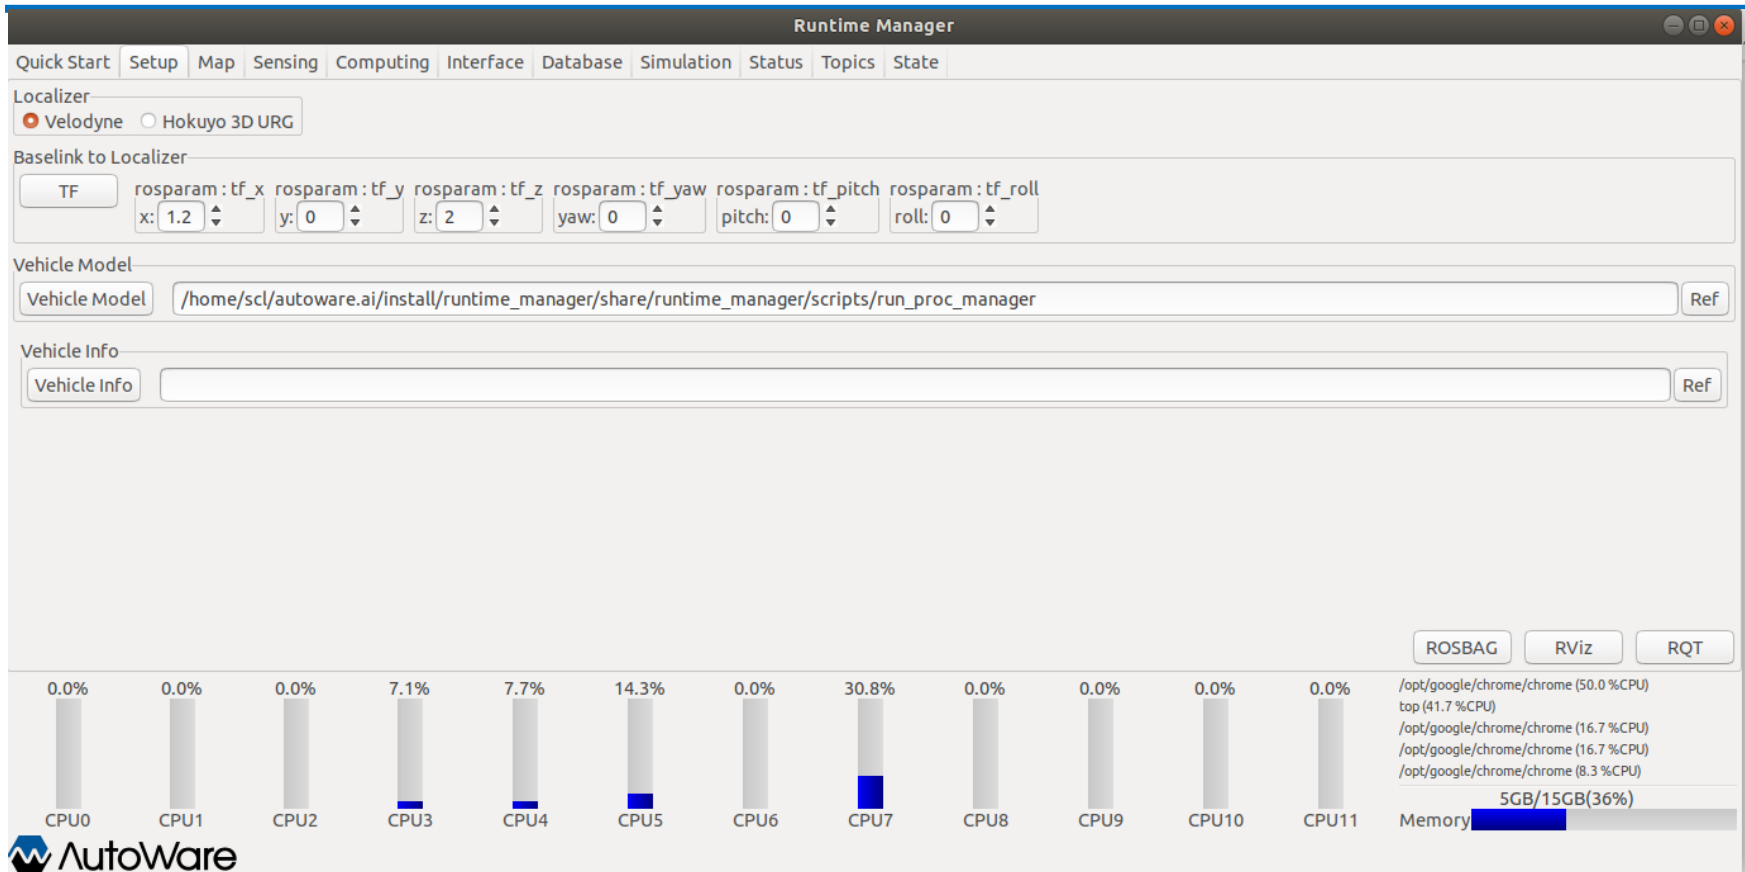 Runtime Manager
Quick Start Setup Map Sensing Computing Interface Database Simulation Status Topics State
Localizer
Velodyne Hokuyo 3D URG
Baselink to Localizer
TF
rosparam : tf_x rosparam : tf_y rosparam : tf_z rosparam : tf_yaw rosparam : tf_pitch rosparam : tf_roll
x: 1.2 y: 0 z: 2 yaw: 0 pitch: 0 roll: 0
Vehicle Model
Vehicle Model /home/scl/autoware.ai/install/runtime_manager/share/runtime_manager/scripts/run_proc_manager Ref
Vehicle Info
Vehicle Info Ref
ROSBAG RViz RQT
0.0% 0.0% 0.0% 7.1% 7.7% 14.3% 0.0% 30.8% 0.0% 0.0% 0.0% 0.0%
CPU0 CPU1 CPU2 CPU3 CPU4 CPU5 CPU6 CPU7 CPU8 CPU9 CPU10 CPU11
/opt/google/chrome/chrome (50.0 %CPU)
top (41.7 %CPU)
/opt/google/chrome/chrome (16.7 %CPU)
/opt/google/chrome/chrome (16.7 %CPU)
/opt/google/chrome/chrome (8.3 %CPU)
5GB/15GB(36%)
Memory
AutoWare